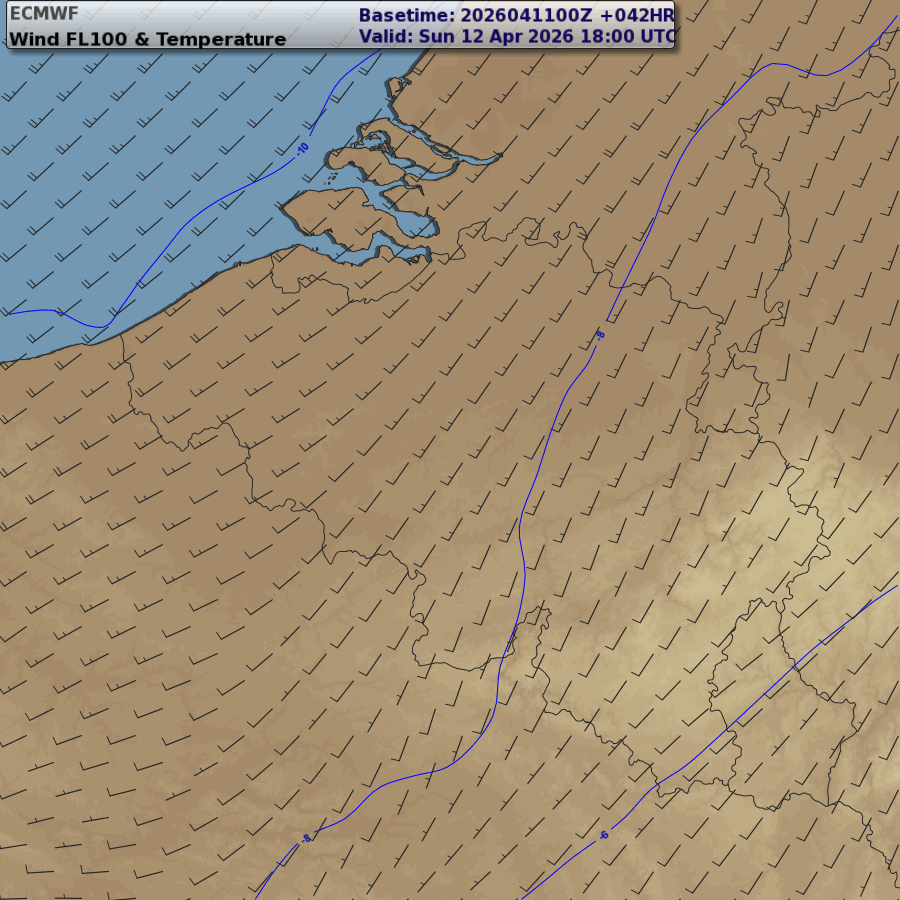 ECMWF
Basetime: 2026041100Z +042HR
Wind FL100 & Temperature
Valid: Sun 12 Apr 2026 18:00 UTC
-10
-8
-8
-6